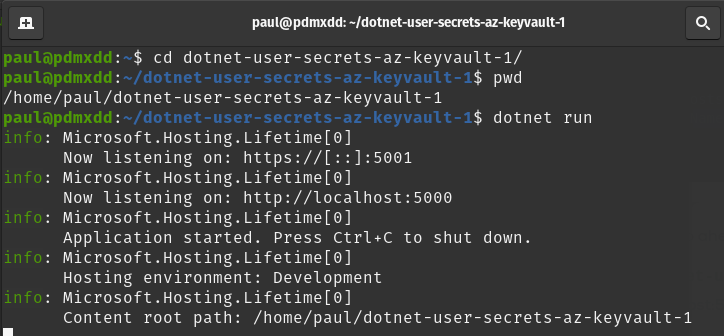 paul@pdmxdd: ~/dotnet-user-secrets-az-keyvault-1
paul@pdmxdd:~$ cd dotnet-user-secrets-az-keyvault-1/
paul@pdmxdd:~/dotnet-user-secrets-az-keyvault-1$ pwd
/home/paul/dotnet-user-secrets-az-keyvault-1
paul@pdmxdd:~/dotnet-user-secrets-az-keyvault-1$ dotnet run
info: Microsoft.Hosting.Lifetime[0]
      Now listening on: https://[::]:5001
info: Microsoft.Hosting.Lifetime[0]
      Now listening on: http://localhost:5000
info: Microsoft.Hosting.Lifetime[0]
      Application started. Press Ctrl+C to shut down.
info: Microsoft.Hosting.Lifetime[0]
      Hosting environment: Development
info: Microsoft.Hosting.Lifetime[0]
      Content root path: /home/paul/dotnet-user-secrets-az-keyvault-1